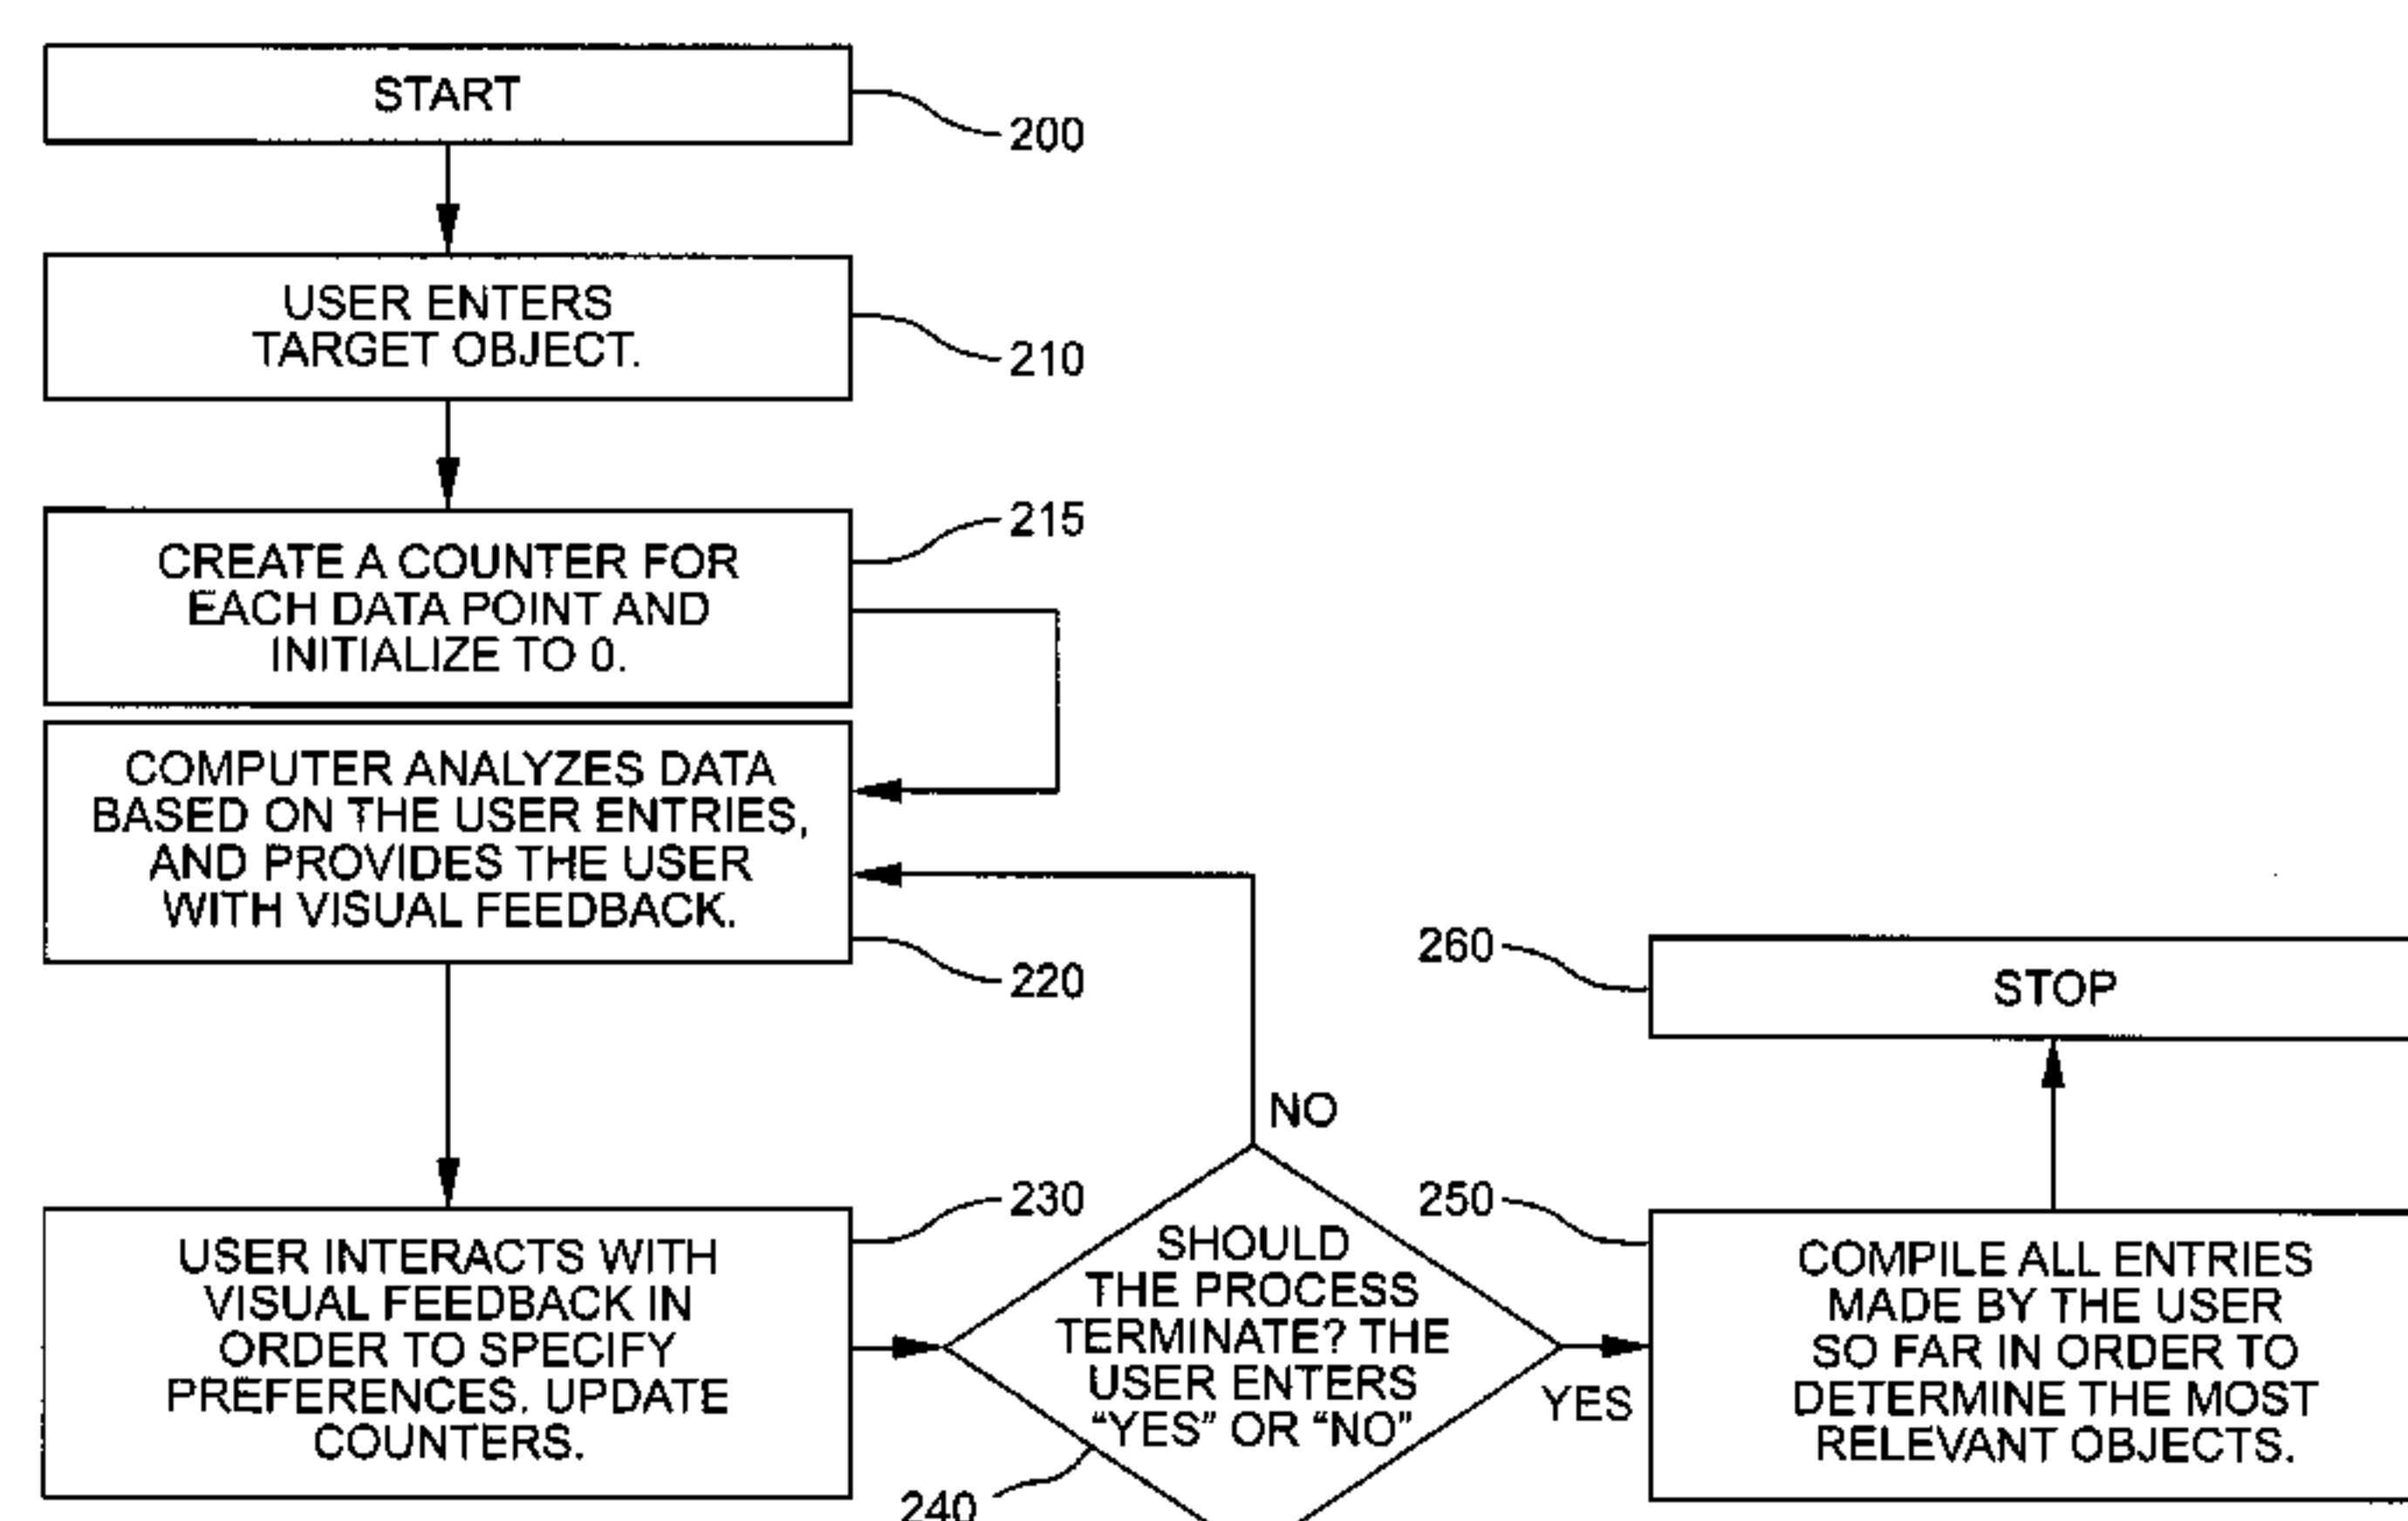 START
200
USER ENTERS
TARGET OBJECT.
210
215
CREATE A COUNTER FOR
EACH DATA POINT AND
INITIALIZE TO 0.
COMPUTER ANALYZES DATA
BASED ON THE USER ENTRIES,
AND PROVIDES THE USER
WITH VISUAL FEEDBACK.
220
230
USER INTERACTS WITH
VISUAL FEEDBACK IN
ORDER TO SPECIFY
PREFERENCES. UPDATE
COUNTERS.
NO
SHOULD
THE PROCESS
TERMINATE? THE
USER ENTERS
“YES” OR “NO”
240
YES
250
COMPILE ALL ENTRIES
MADE BY THE USER
SO FAR IN ORDER TO
DETERMINE THE MOST
RELEVANT OBJECTS.
260
STOP